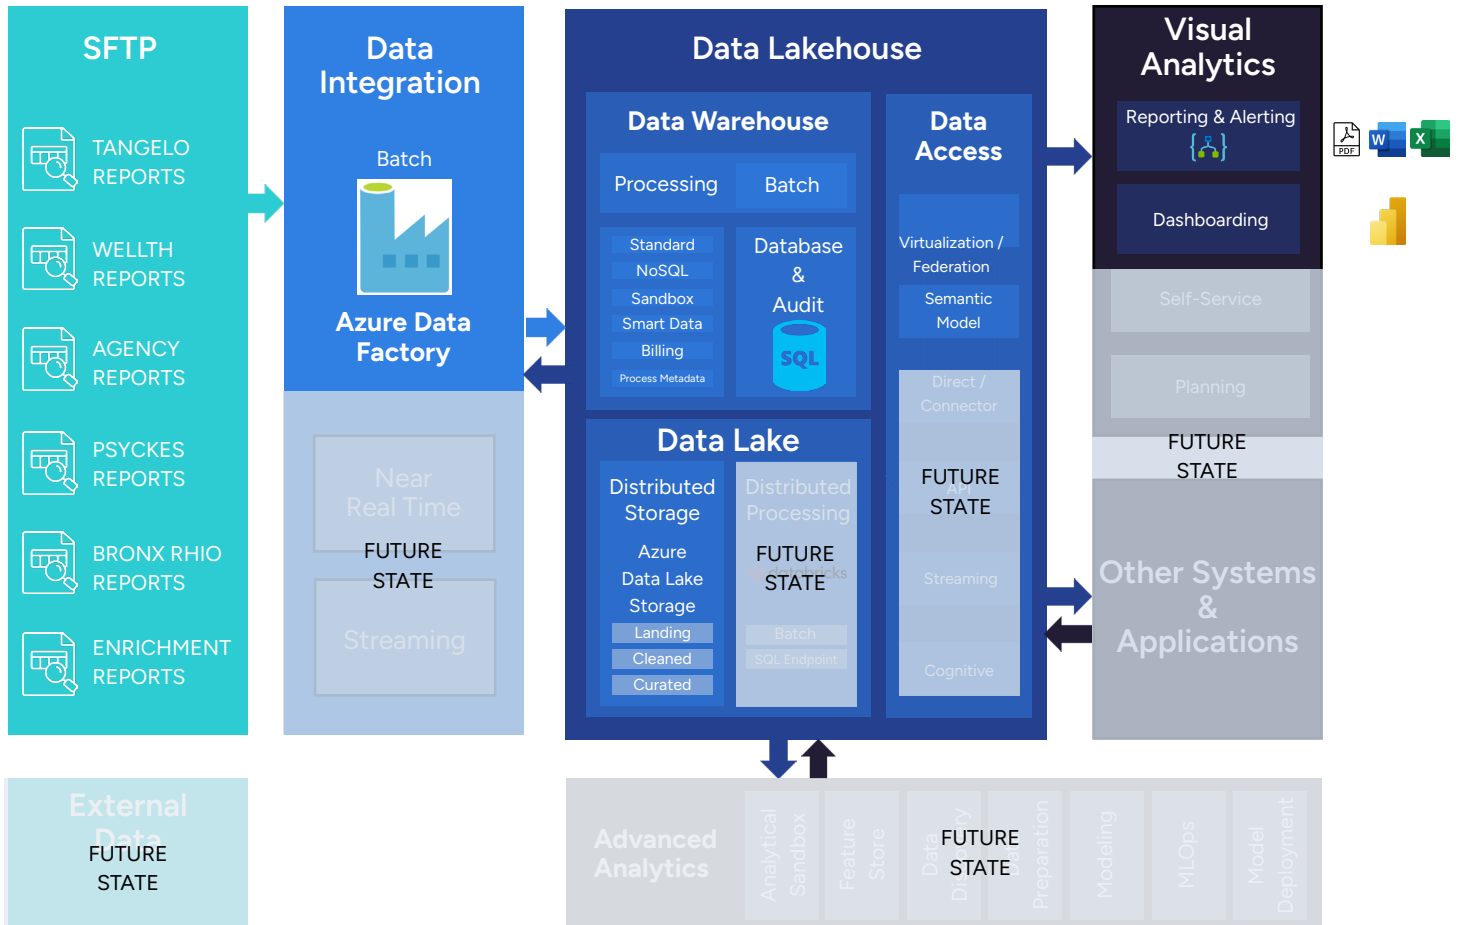 SFTP
TANGELO
REPORTS
WELLTH
REPORTS
AGENCY
REPORTS
PSYCKES
REPORTS
BRONX RHIO
REPORTS
ENRICHMENT
REPORTS
External
Data
FUTURE
STATE
Data
Integration
Batch
Azure Data
Factory
Near
Real Time
FUTURE
STATE
Streaming
Data Lakehouse
Data Warehouse
Processing
Batch
Standard
NoSQL
Sandbox
Smart Data
Billing
Process Metadata
Database
&
Audit
SQL
Data Lake
Distributed
Storage
Azure
Data Lake
Storage
Landing
Cleaned
Curated
Distributed
Processing
FUTURE
databricks
STATE
Batch
SQL Endpoint
Data
Access
Virtualization /
Federation
Semantic
Model
Direct /
Connector
FUTURE
API
STATE
Streaming
Cognitive
Visual
Analytics
Reporting & Alerting
Dashboarding
PDF
W
X
Self-Service
Planning
FUTURE
STATE
Other Systems
&
Applications
Advanced
Analytics
Analytical
Sandbox
Feature
Store
Data
Discovery
FUTURE
STATE
Data
Preparation
Modeling
MLOps
Model
Deployment